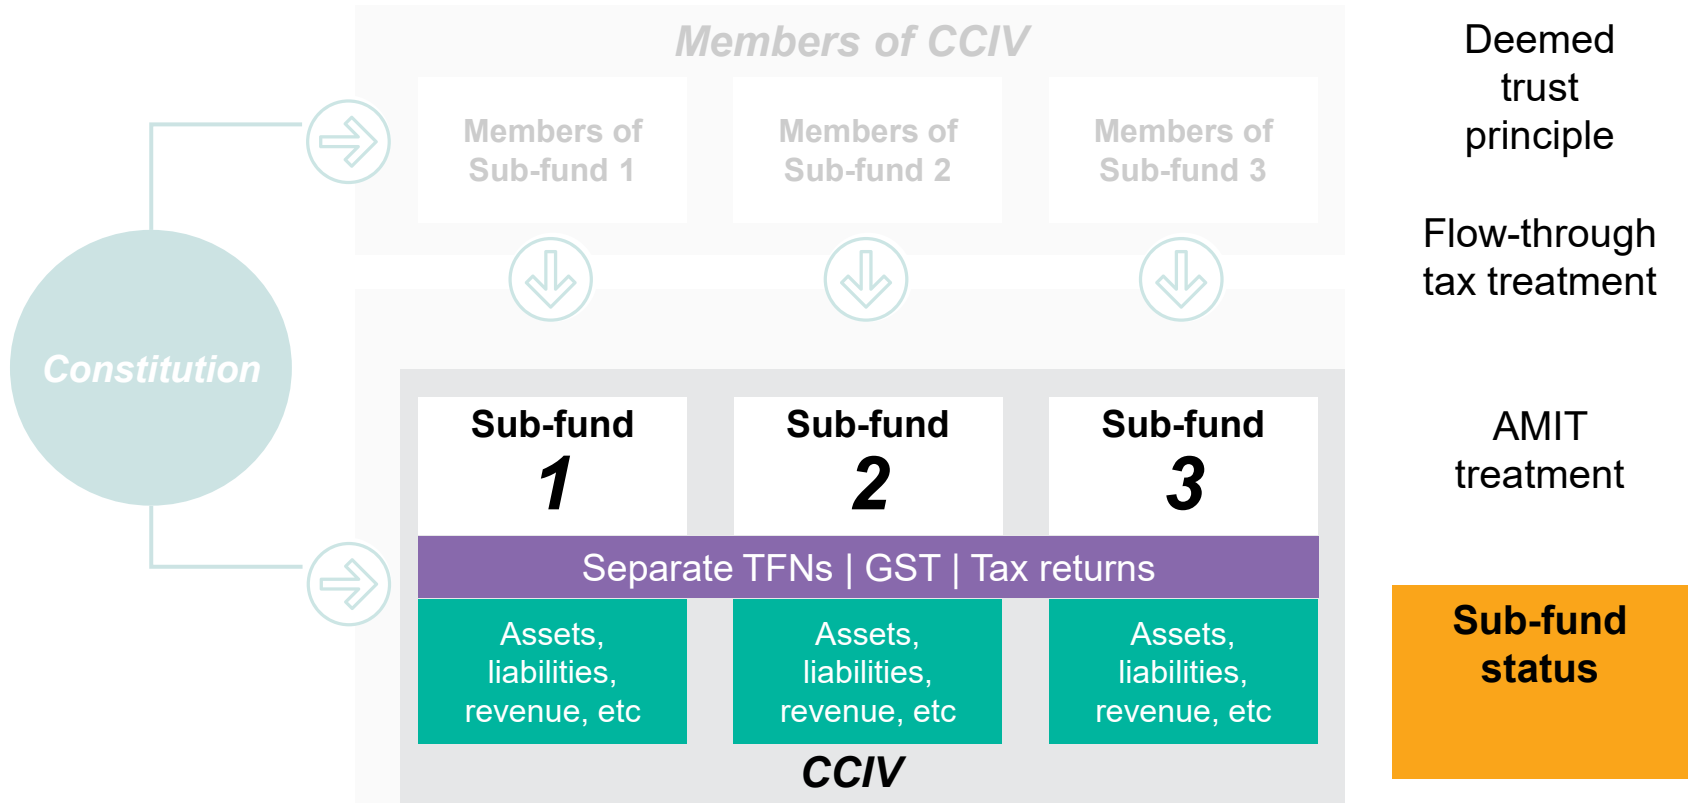 Members of CCIV
Members of
Sub-fund 1
Members of
Sub-fund 2
Members of
Sub-fund 3
Constitution
Sub-fund
1
Sub-fund
2
Sub-fund
3
Separate TFNs | GST | Tax returns
Assets,
liabilities,
revenue, etc
Assets,
liabilities,
revenue, etc
Assets,
liabilities,
revenue, etc
CCIV
Deemed
trust
principle
Flow-through
tax treatment
AMIT
treatment
Sub-fund
status